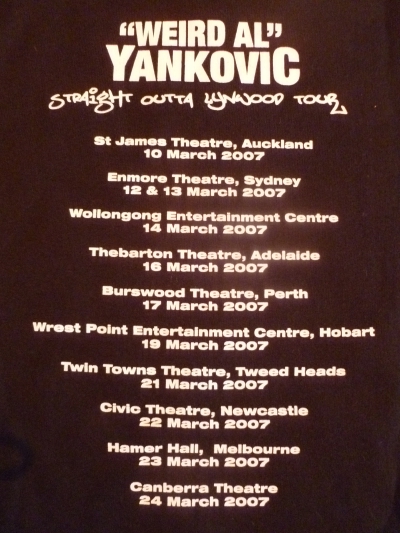 “WEIRD AL”
YANKOVIC
STRAIGHT OUTTA LYNWOOD TOUR
St James Theatre, Auckland
10 March 2007
Enmore Theatre, Sydney
12 & 13 March 2007
Wollongong Entertainment Centre
14 March 2007
Thebarton Theatre, Adelaide
16 March 2007
Burswood Theatre, Perth
17 March 2007
Wrest Point Entertainment Centre, Hobart
19 March 2007
Twin Towns Theatre, Tweed Heads
21 March 2007
Civic Theatre, Newcastle
22 March 2007
Hamer Hall, Melbourne
23 March 2007
Canberra Theatre
24 March 2007